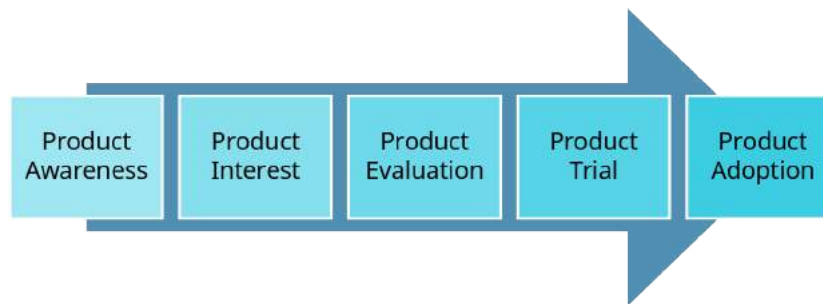 Product
Awareness
Product
Interest
Product
Evaluation
Product
Trial
Product
Adoption